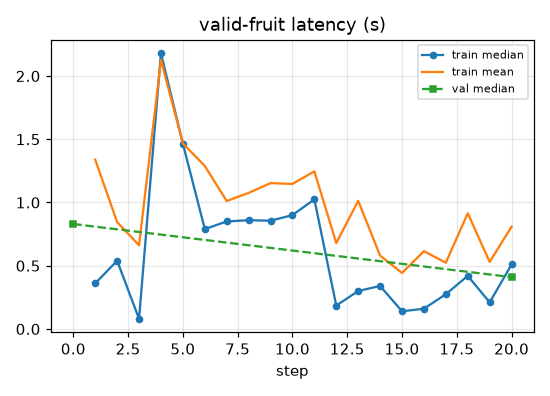 valid-fruit latency (s)
train median
train mean
val median
2.0
1.5
1.0
0.5
0.0
0.0 2.5 5.0 7.5 10.0 12.5 15.0 17.5 20.0
step